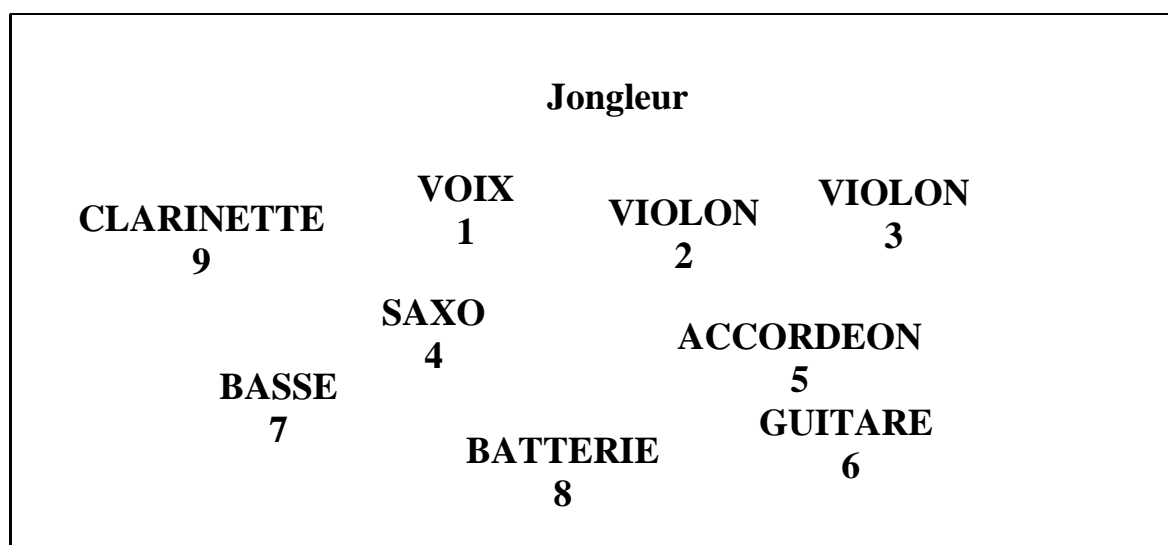 Jongleur
VOIX
1
VIOLON
3
CLARINETTE
9
VIOLON
2
SAXO
4
ACCORDEON
5
BASSE
7
GUITARE
6
BATTERIE
8